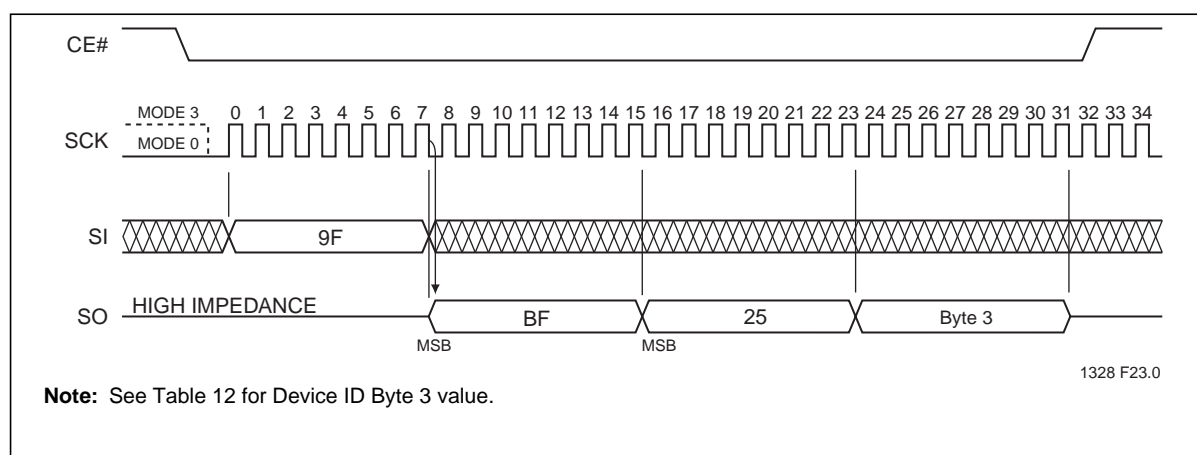 CE#
MODE 3
0 1 2 3 4 5 6 7 8 9 10 11 12 13 14 15 16 17 18 19 20 21 22 23 24 25 26 27 28 29 30 31 32 33 34
SCK
MODE 0
SI
9F
SO
HIGH IMPEDANCE
BF
25
Byte 3
MSB
MSB
1328 F23.0
Note: See Table 12 for Device ID Byte 3 value.